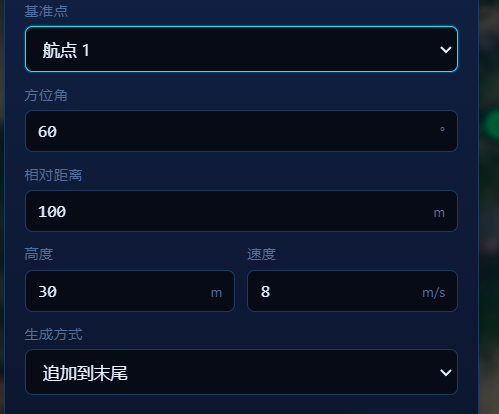 基准点
航点 1
方位角
60 °
相对距离
100 m
高度 速度
30 m 8 m/s
生成方式
追加到末尾